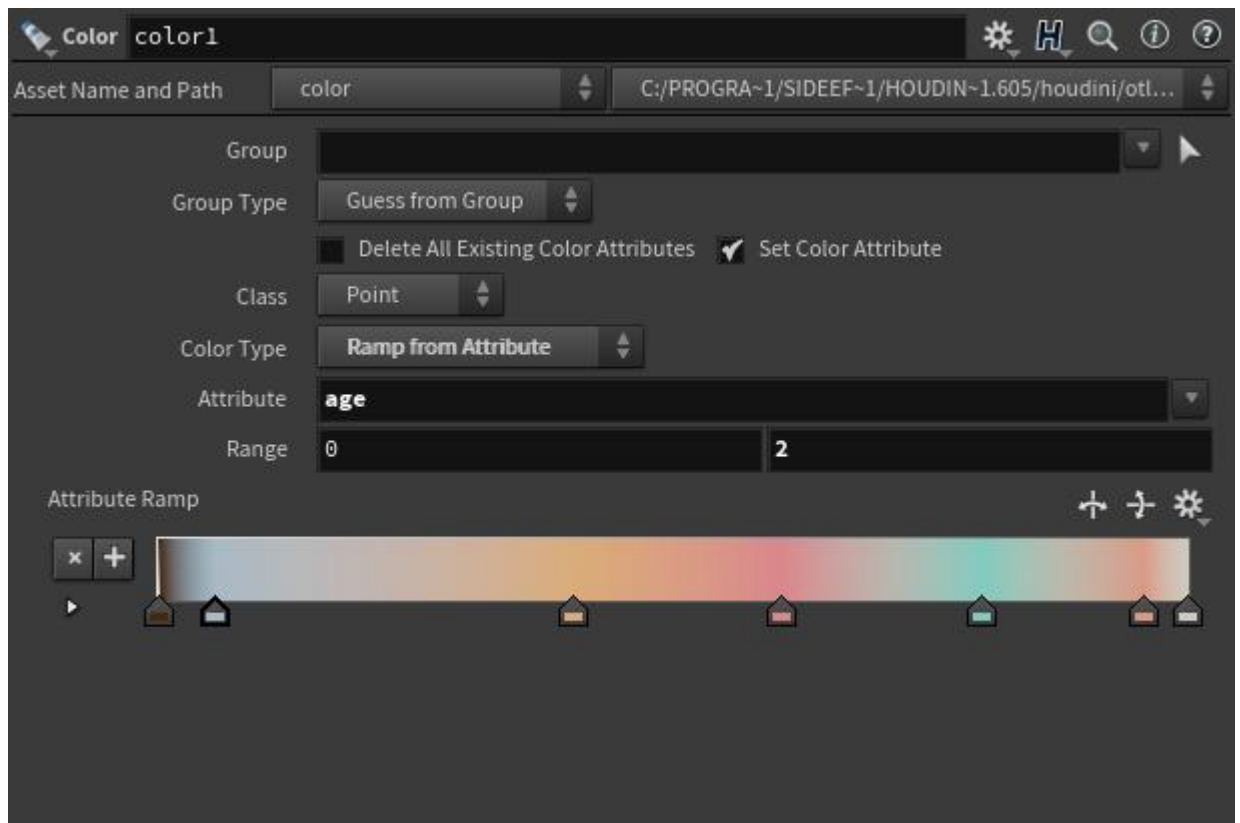 Color color1
Asset Name and Path color C:/PROGRA~1/SIDEEF~1/HOUDIN~1.605/houdini/otl...
Group
Group Type Guess from Group
Delete All Existing Color Attributes Set Color Attribute
Class Point
Color Type Ramp from Attribute
Attribute age
Range 0 2
Attribute Ramp